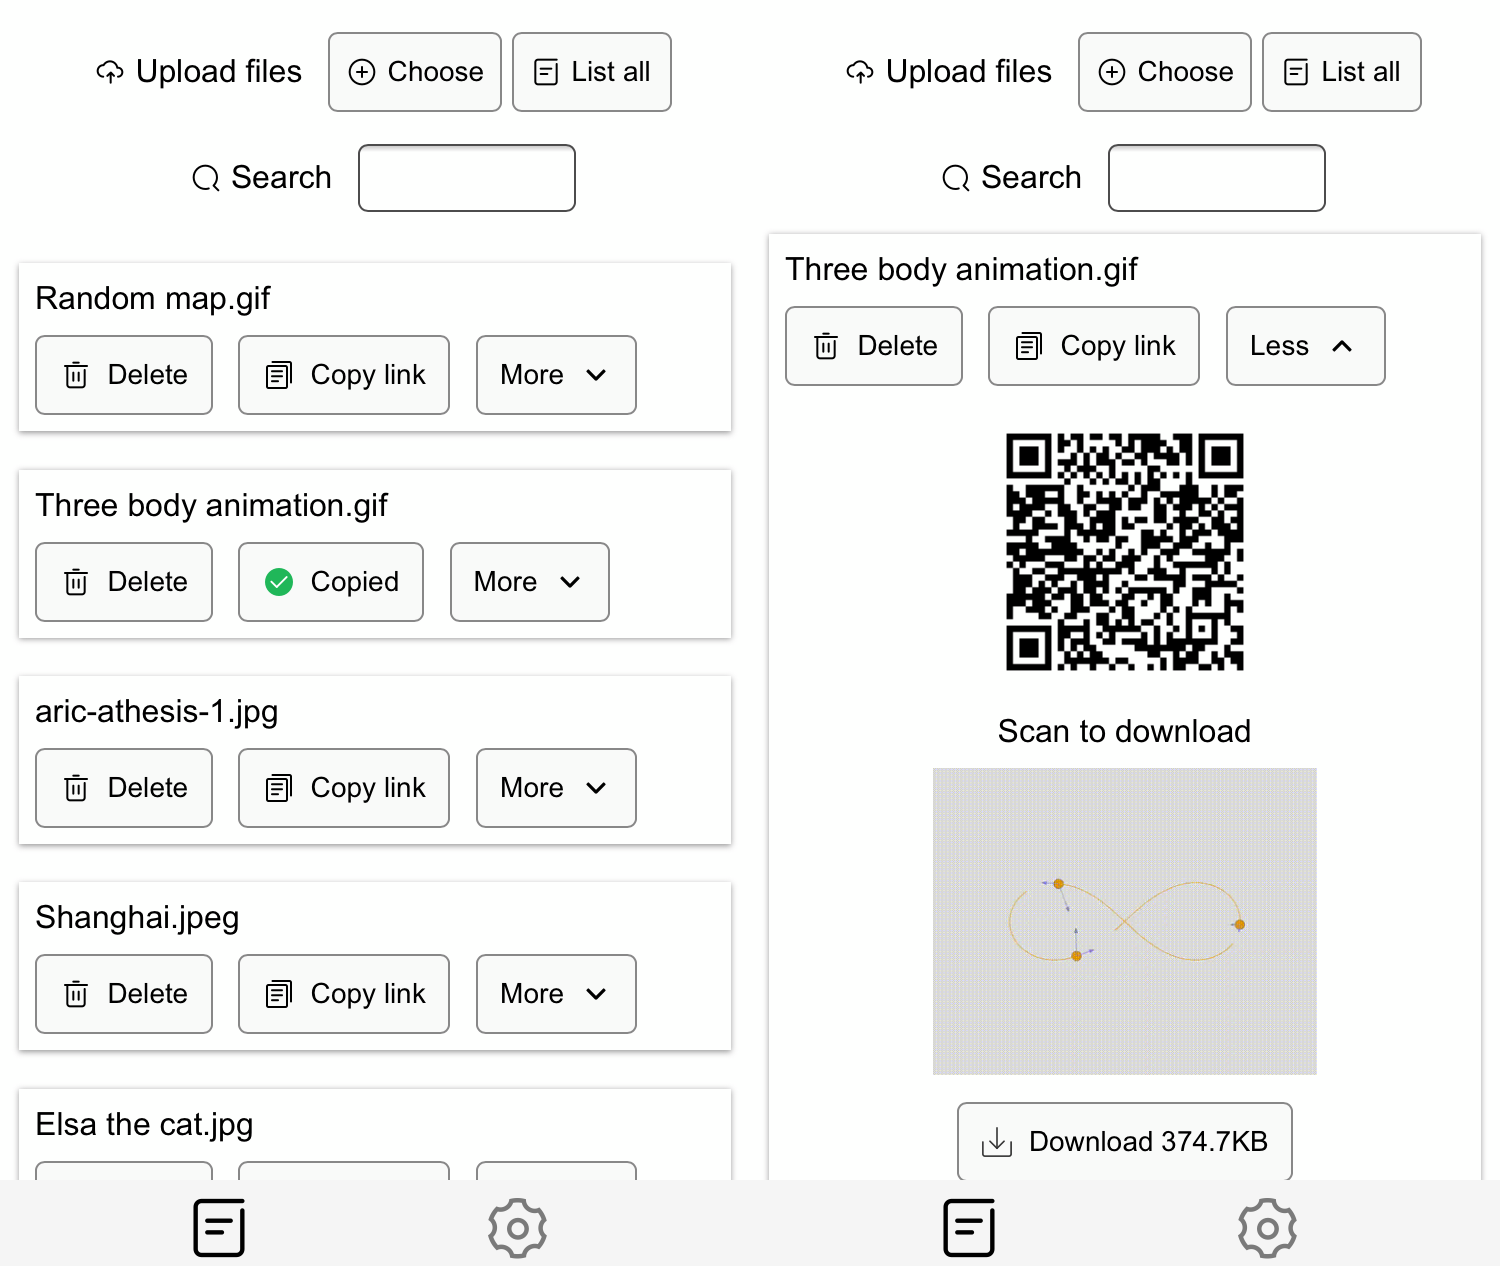 Upload files
Choose
List all
Search
Random map.gif
Delete
Copy link
More
Three body animation.gif
Delete
Copied
More
aric-athesis-1.jpg
Delete
Copy link
More
Shanghai.jpeg
Delete
Copy link
More
Elsa the cat.jpg
Upload files
Choose
List all
Search
Three body animation.gif
Delete
Copy link
Less
Scan to download
Download 374.7KB